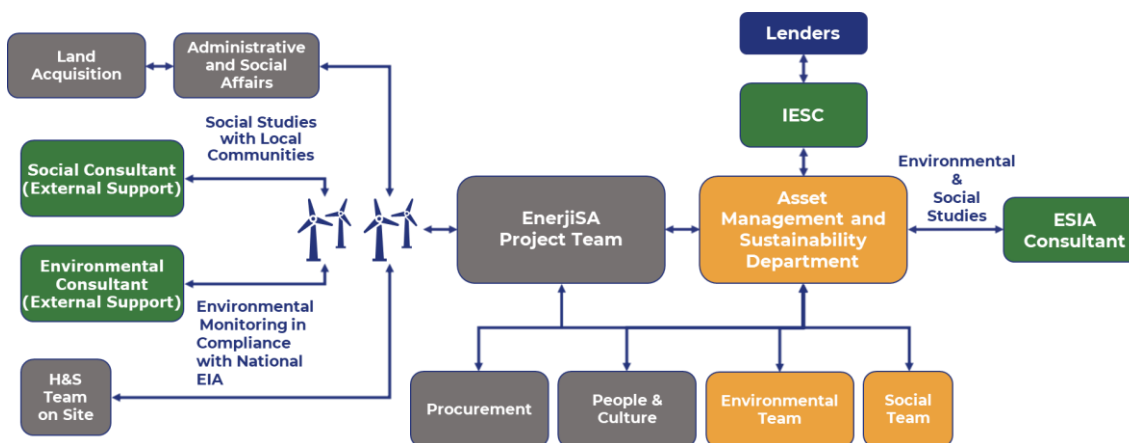 Land
Acquisition
Administrative
and Social
Affairs
Lenders
IESC
Social Studies
with Local
Communities
Social Consultant
(External Support)
Environmental
&
Social
Studies
EnerjiSA
Project Team
Asset
Management and
Sustainability
Department
ESIA
Consultant
Environmental
Consultant
(External Support)
Environmental
Monitoring in
Compliance
with National
EIA
H&S
Team
on Site
Procurement
People &
Culture
Environmental
Team
Social
Team